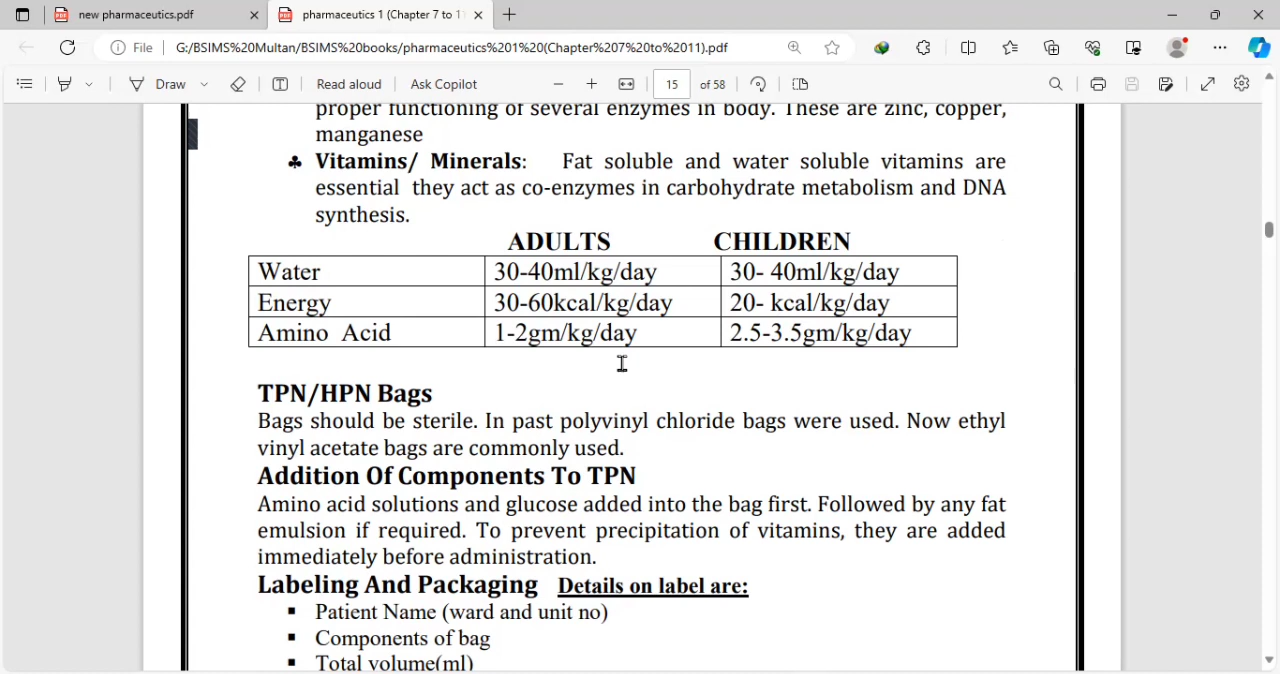 new pharmaceutics.pdf
pharmaceutics 1 (Chapter 7 to 1
File
G:/BSIMS%20Multan/BSIMS%20books/pharmaceutics%201%20(Chapter%207%20to%2011).pdf
Draw
Read aloud
Ask Copilot
15
of 58
proper functioning of several enzymes in body. These are zinc, copper,
manganese
♣ Vitamins/ Minerals: Fat soluble and water soluble vitamins are
essential they act as co-enzymes in carbohydrate metabolism and DNA
synthesis.
ADULTS CHILDREN
Water 30-40ml/kg/day 30- 40ml/kg/day
Energy 30-60kcal/kg/day 20- kcal/kg/day
Amino Acid 1-2gm/kg/day 2.5-3.5gm/kg/day
TPN/HPN Bags
Bags should be sterile. In past polyvinyl chloride bags were used. Now ethyl
vinyl acetate bags are commonly used.
Addition Of Components To TPN
Amino acid solutions and glucose added into the bag first. Followed by any fat
emulsion if required. To prevent precipitation of vitamins, they are added
immediately before administration.
Labeling And Packaging Details on label are:
▪ Patient Name (ward and unit no)
▪ Components of bag
▪ Total volume(ml)